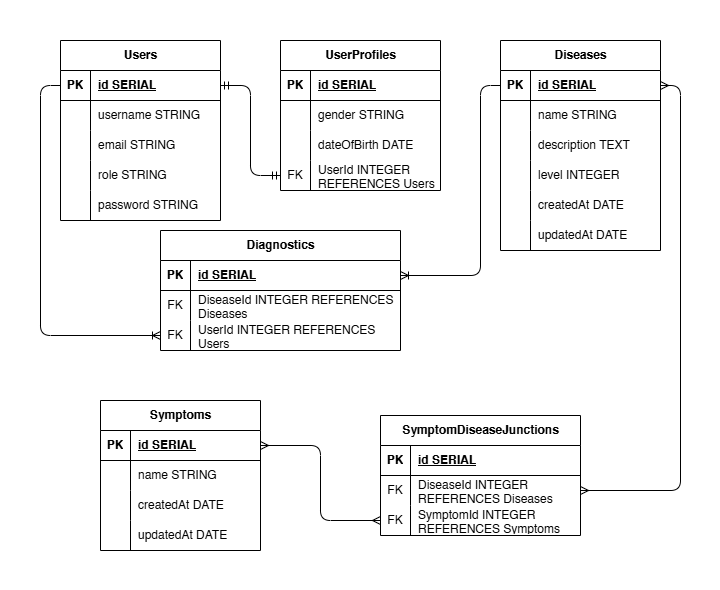 Users
PK id SERIAL
username STRING
email STRING
role STRING
password STRING
UserProfiles
PK id SERIAL
gender STRING
dateOfBirth DATE
FK UserId INTEGER
REFERENCES Users
Diseases
PK id SERIAL
name STRING
description TEXT
level INTEGER
createdAt DATE
updatedAt DATE
Diagnostics
PK id SERIAL
FK DiseaseId INTEGER REFERENCES
Diseases
FK UserId INTEGER REFERENCES
Users
Symptoms
PK id SERIAL
name STRING
createdAt DATE
updatedAt DATE
SymptomDiseaseJunctions
PK id SERIAL
FK DiseaseId INTEGER
REFERENCES Diseases
FK SymptomId INTEGER
REFERENCES Symptoms